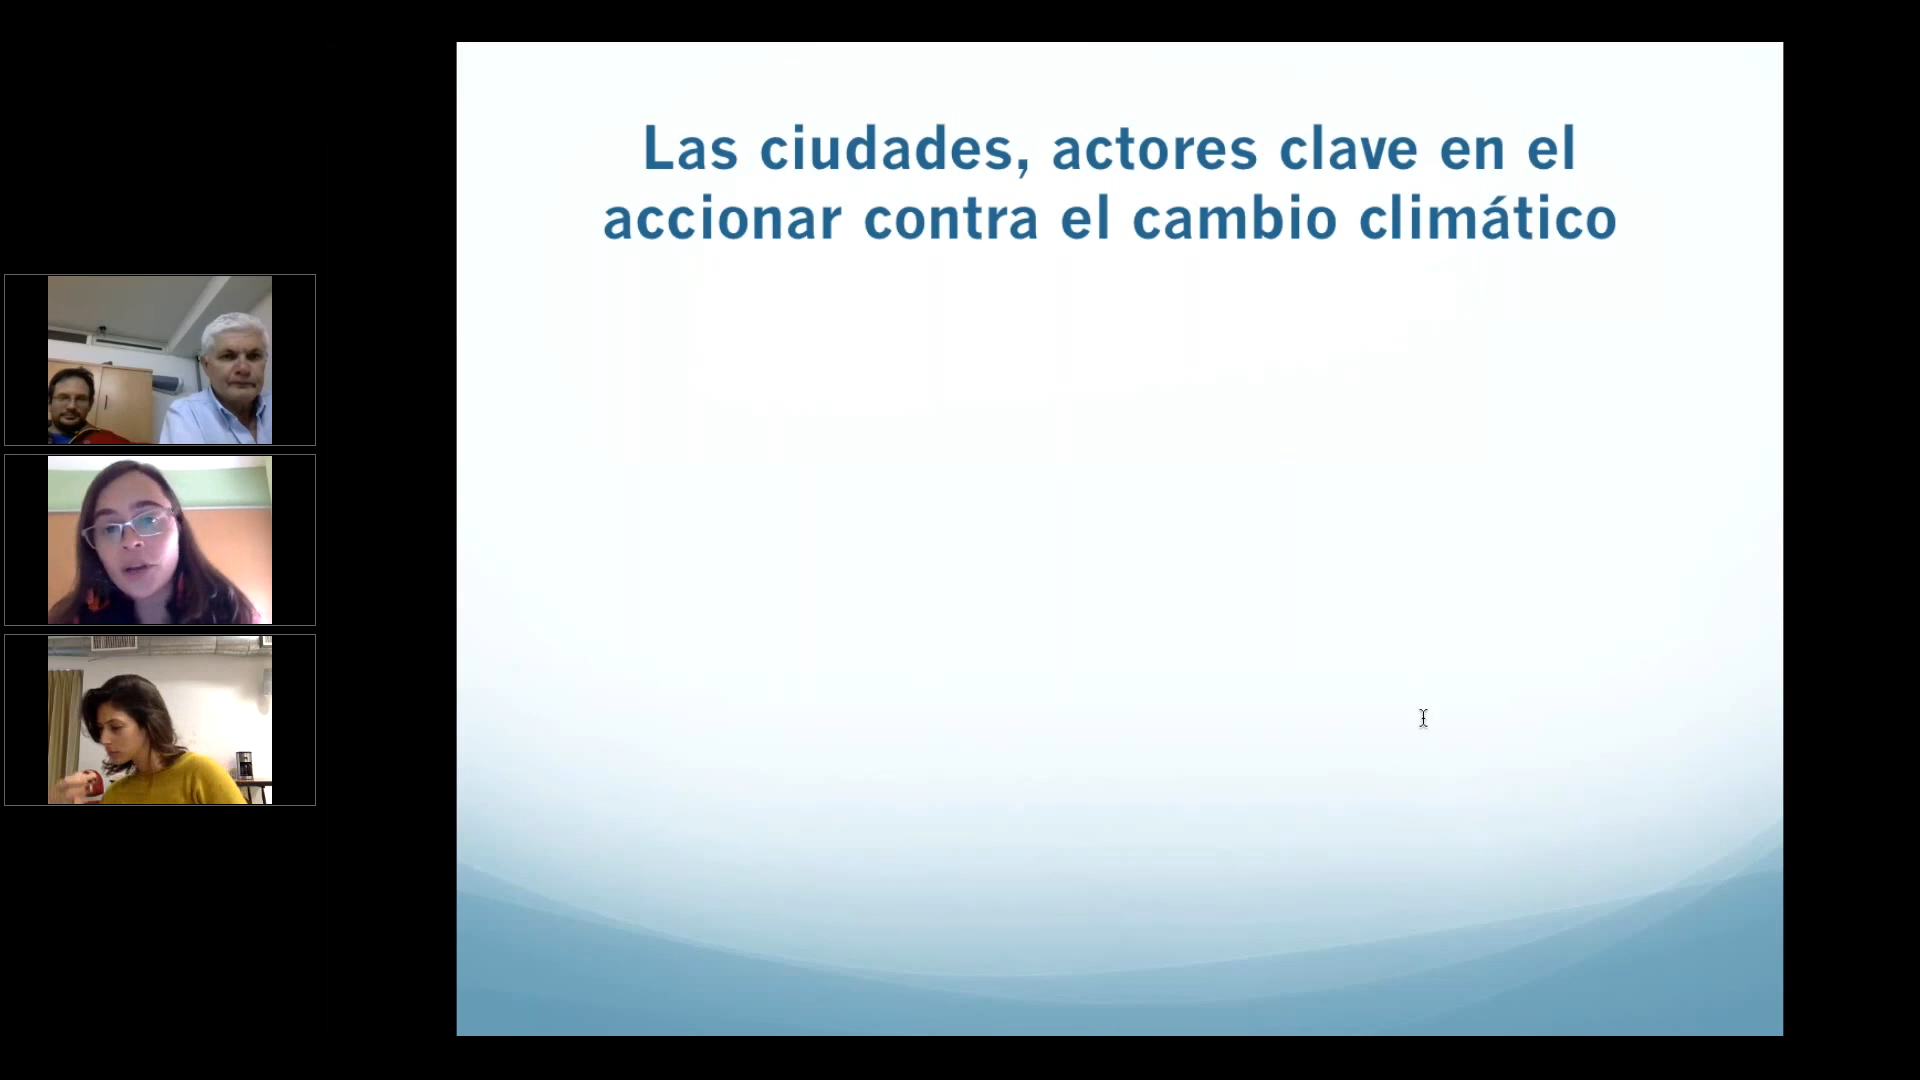 Las ciudades, actores clave en el
accionar contra el cambio climático